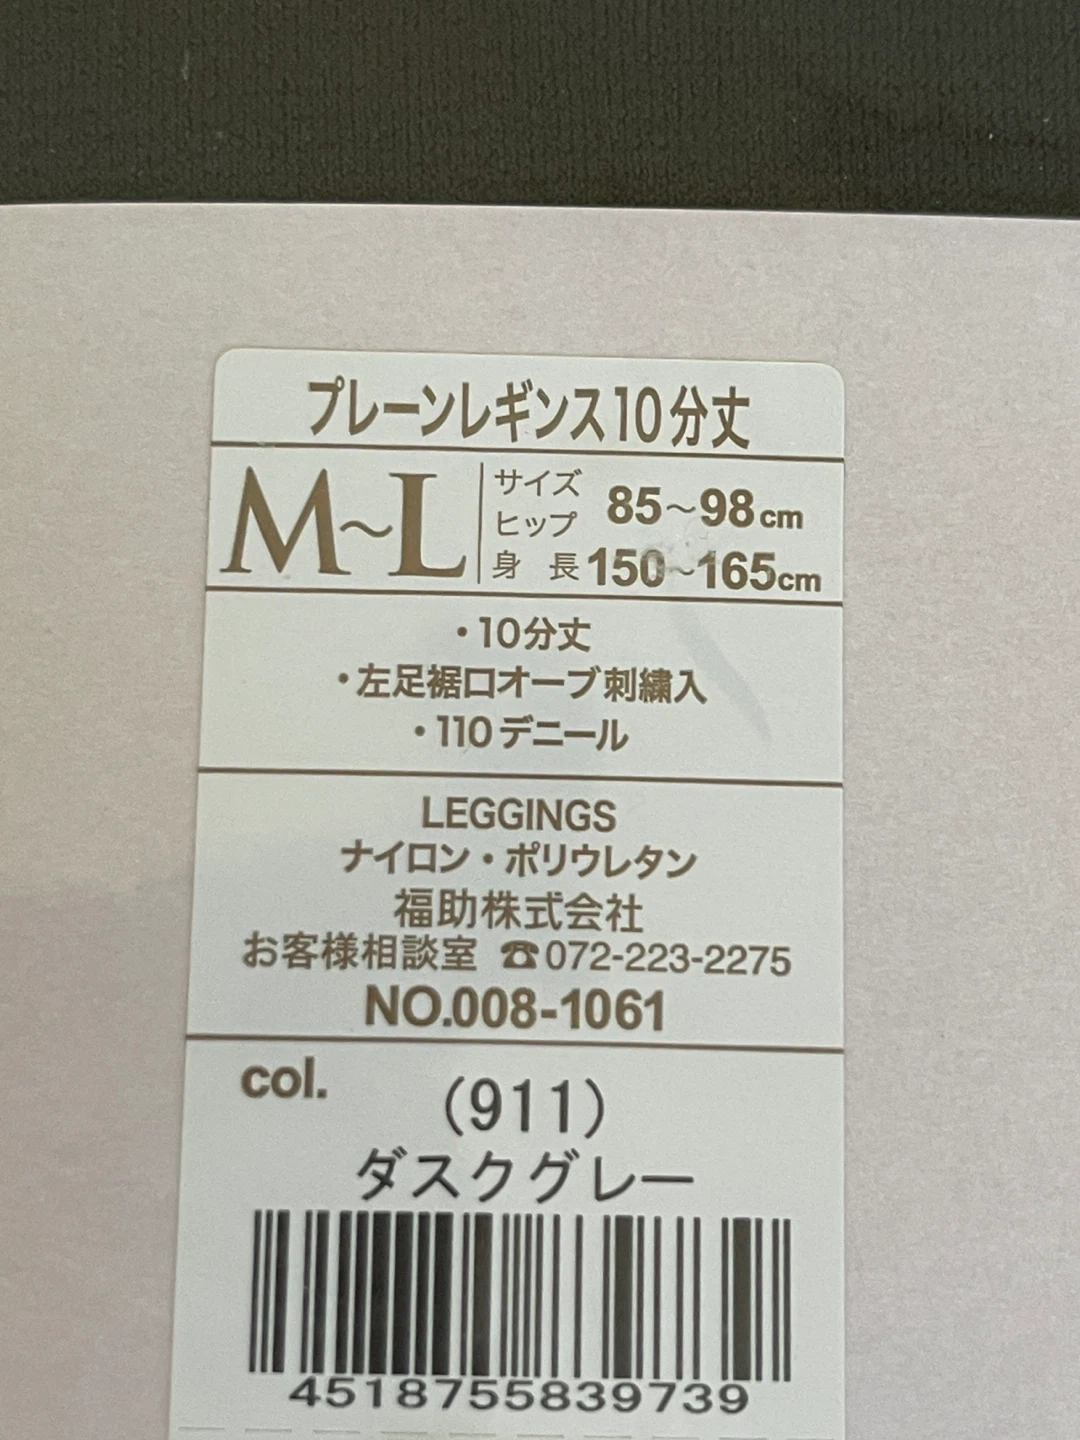 プレーンレギンス10分丈
M～L
サイズ
ヒップ 85～98cm
身長 150～165cm
・10分丈
・左足裾口オーブ刺繍入
・110デニール
LEGGINGS
ナイロン・ポリウレタン
福助株式会社
お客様相談室 ☎072-223-2275
NO.008-1061
col.
(911)
ダスクグレー
4518755839739